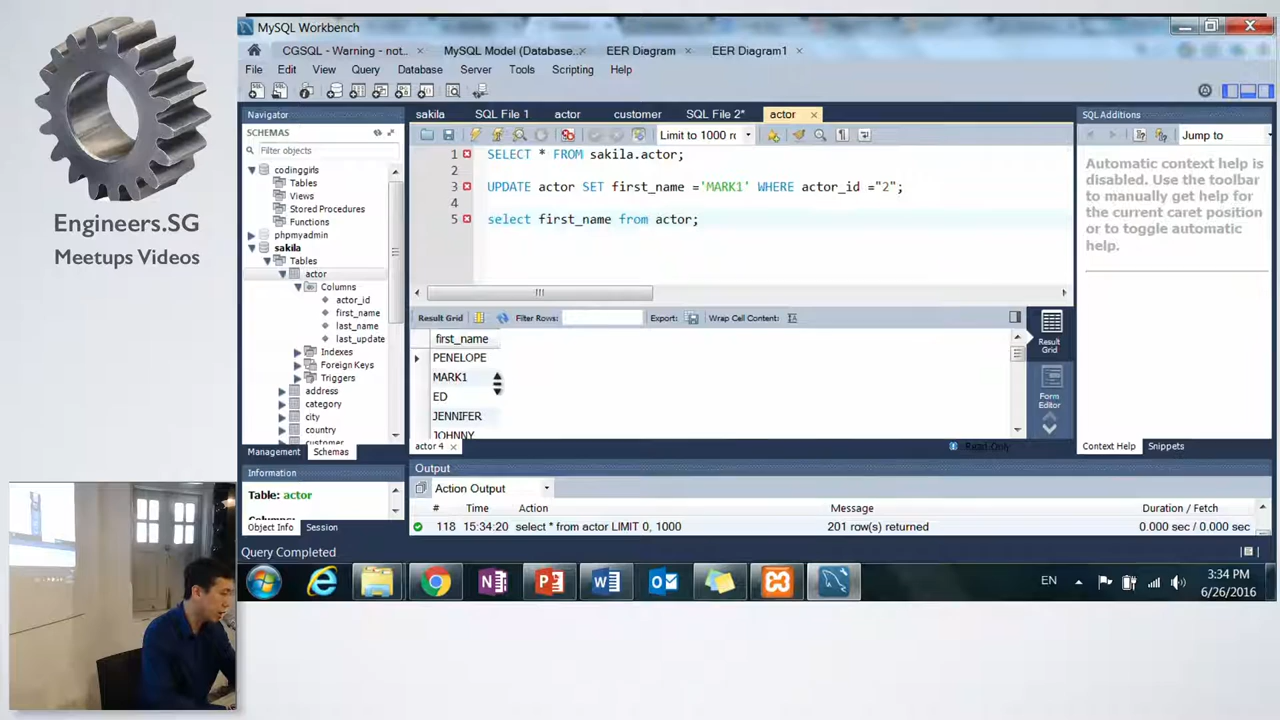 MySQL Workbench
CGSQL - Warning - not... × MySQL Model (Database... × EER Diagram × EER Diagram1 ×
File Edit View Query Database Server Tools Scripting Help
Navigator
SCHEMAS
Filter objects
codinggirls
Tables
Views
Stored Procedures
Functions
phpmyadmin
sakila
Tables
actor
Columns
actor_id
first_name
last_name
last_update
Indexes
Foreign Keys
Triggers
address
category
city
country
customer
Management Schemas
Information
Table: actor
Columns:
Object Info Session
Query Completed
sakila SQL File 1 actor customer SQL File 2* actor ×
Limit to 1000 rc
1 SELECT * FROM sakila.actor;
2
3 UPDATE actor SET first_name ='MARK1' WHERE actor_id ="2";
4
5 select first_name from actor;
Result Grid Filter Rows: Export: Wrap Cell Content:
first_name
PENELOPE
MARK1
ED
JENNIFER
JOHNNY
Result
Grid
Form
Editor
actor 4 × Read Only
Output
Action Output
# Time Action Message Duration / Fetch
118 15:34:20 select * from actor LIMIT 0, 1000 201 row(s) returned 0.000 sec / 0.000 sec
SQL Additions
Jump to
Automatic context help is
disabled. Use the toolbar
to manually get help for
the current caret position
or to toggle automatic
help.
Context Help Snippets
EN
3:34 PM
6/26/2016
Engineers.SG
Meetups Videos